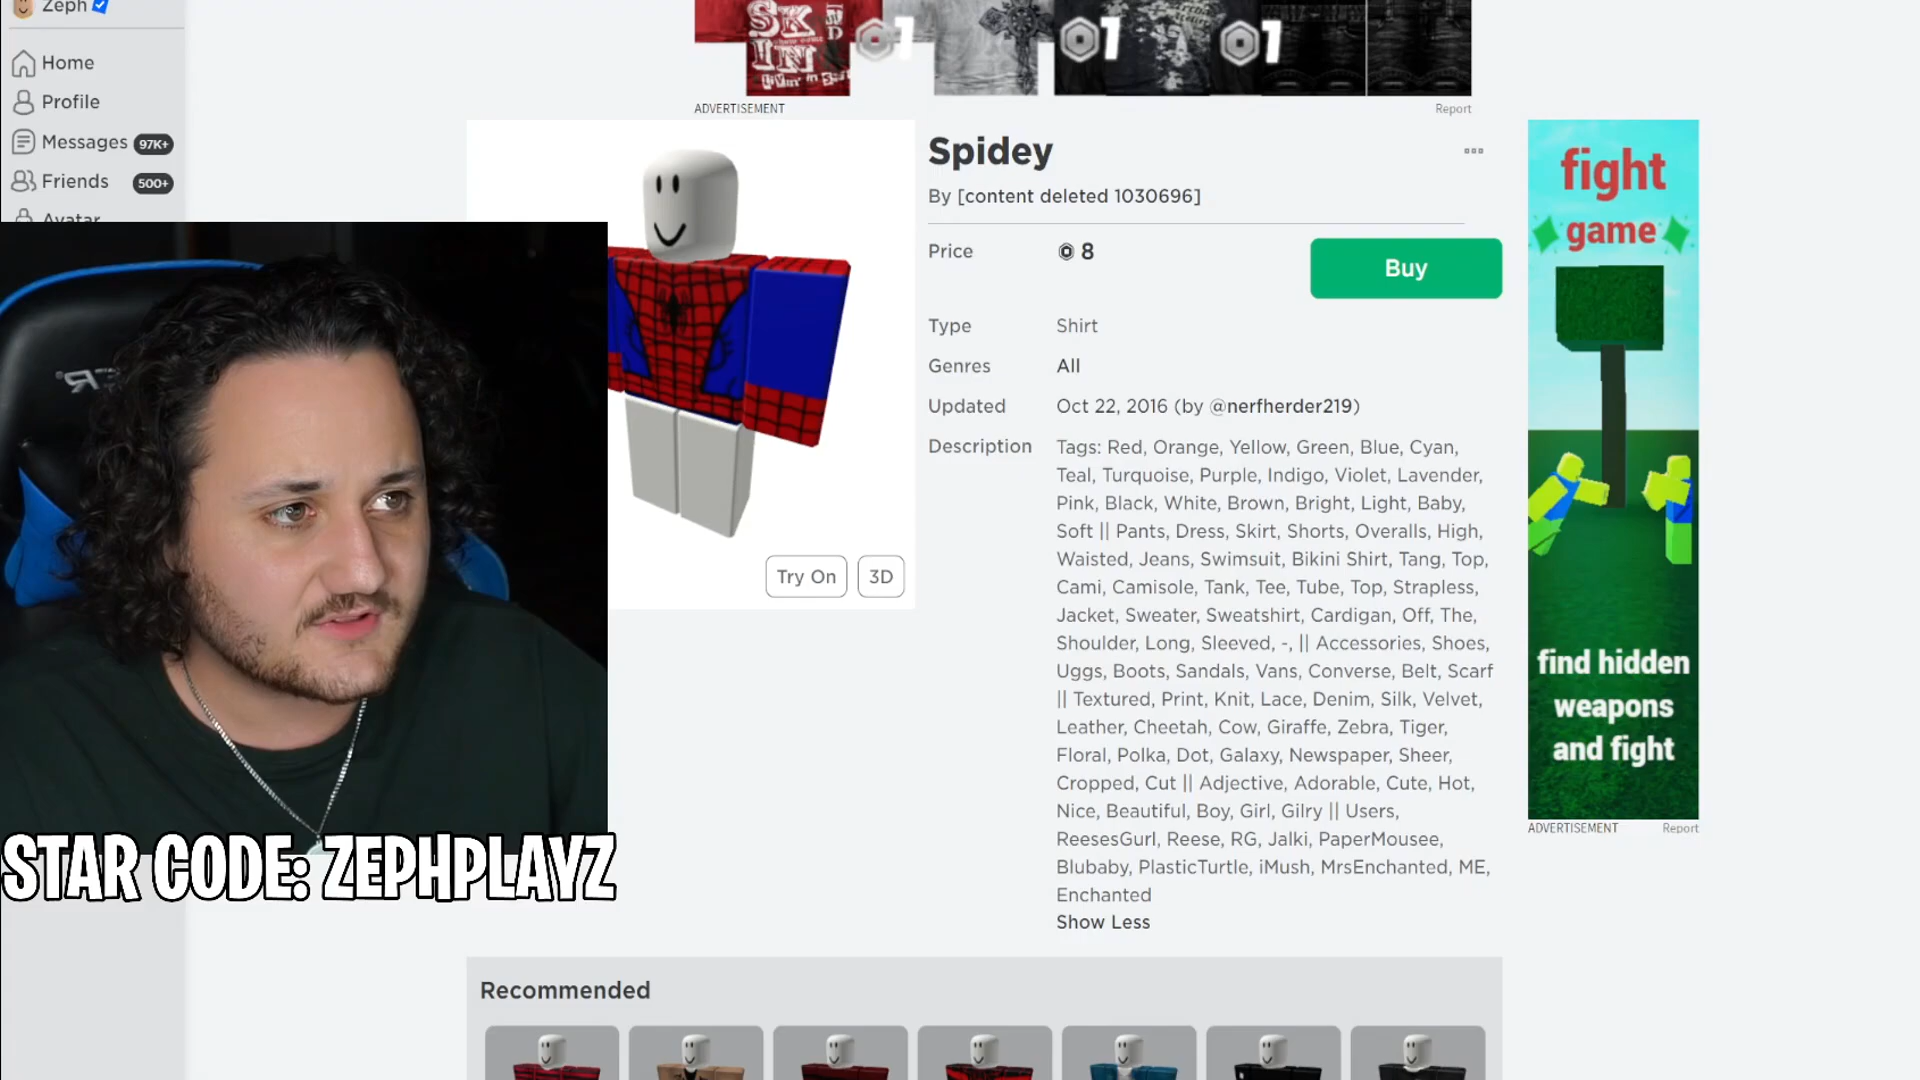 Zeph
Home
Profile
Messages 97K+
Friends 500+
Avatar
SK
IN
1
1
1
ADVERTISEMENT
Report
Spidey
By [content deleted 1030696]
Price 8
Buy
Type Shirt
Genres All
Updated Oct 22, 2016 (by @nerfherder219)
Description Tags: Red, Orange, Yellow, Green, Blue, Cyan,
Teal, Turquoise, Purple, Indigo, Violet, Lavender,
Pink, Black, White, Brown, Bright, Light, Baby,
Soft || Pants, Dress, Skirt, Shorts, Overalls, High,
Waisted, Jeans, Swimsuit, Bikini Shirt, Tang, Top,
Cami, Camisole, Tank, Tee, Tube, Top, Strapless,
Jacket, Sweater, Sweatshirt, Cardigan, Off, The,
Shoulder, Long, Sleeved, -, || Accessories, Shoes,
Uggs, Boots, Sandals, Vans, Converse, Belt, Scarf
|| Textured, Print, Knit, Lace, Denim, Silk, Velvet,
Leather, Cheetah, Cow, Giraffe, Zebra, Tiger,
Floral, Polka, Dot, Galaxy, Newspaper, Sheer,
Cropped, Cut || Adjective, Adorable, Cute, Hot,
Nice, Beautiful, Boy, Girl, Gilry || Users,
ReesesGurl, Reese, RG, Jalki, PaperMousee,
Blubaby, PlasticTurtle, iMush, MrsEnchanted, ME,
Enchanted
Show Less
Try On
3D
fight
game
find hidden
weapons
and fight
ADVERTISEMENT
Report
STAR CODE: ZEPHPLAYZ
Recommended